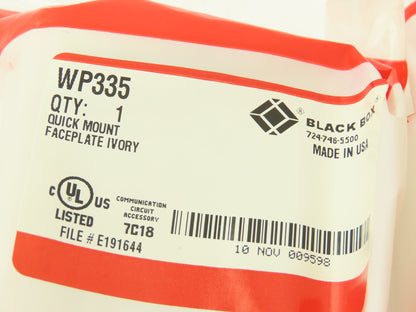 WP335
QTY: 1
QUICK MOUNT
FACEPLATE IVORY
BLACK BOX
724-746-5500
MADE IN USA
C UL US
LISTED
FILE # E191644
COMMUNICATION
CIRCUIT
ACCESSORY
7C18
10 NOV 009598